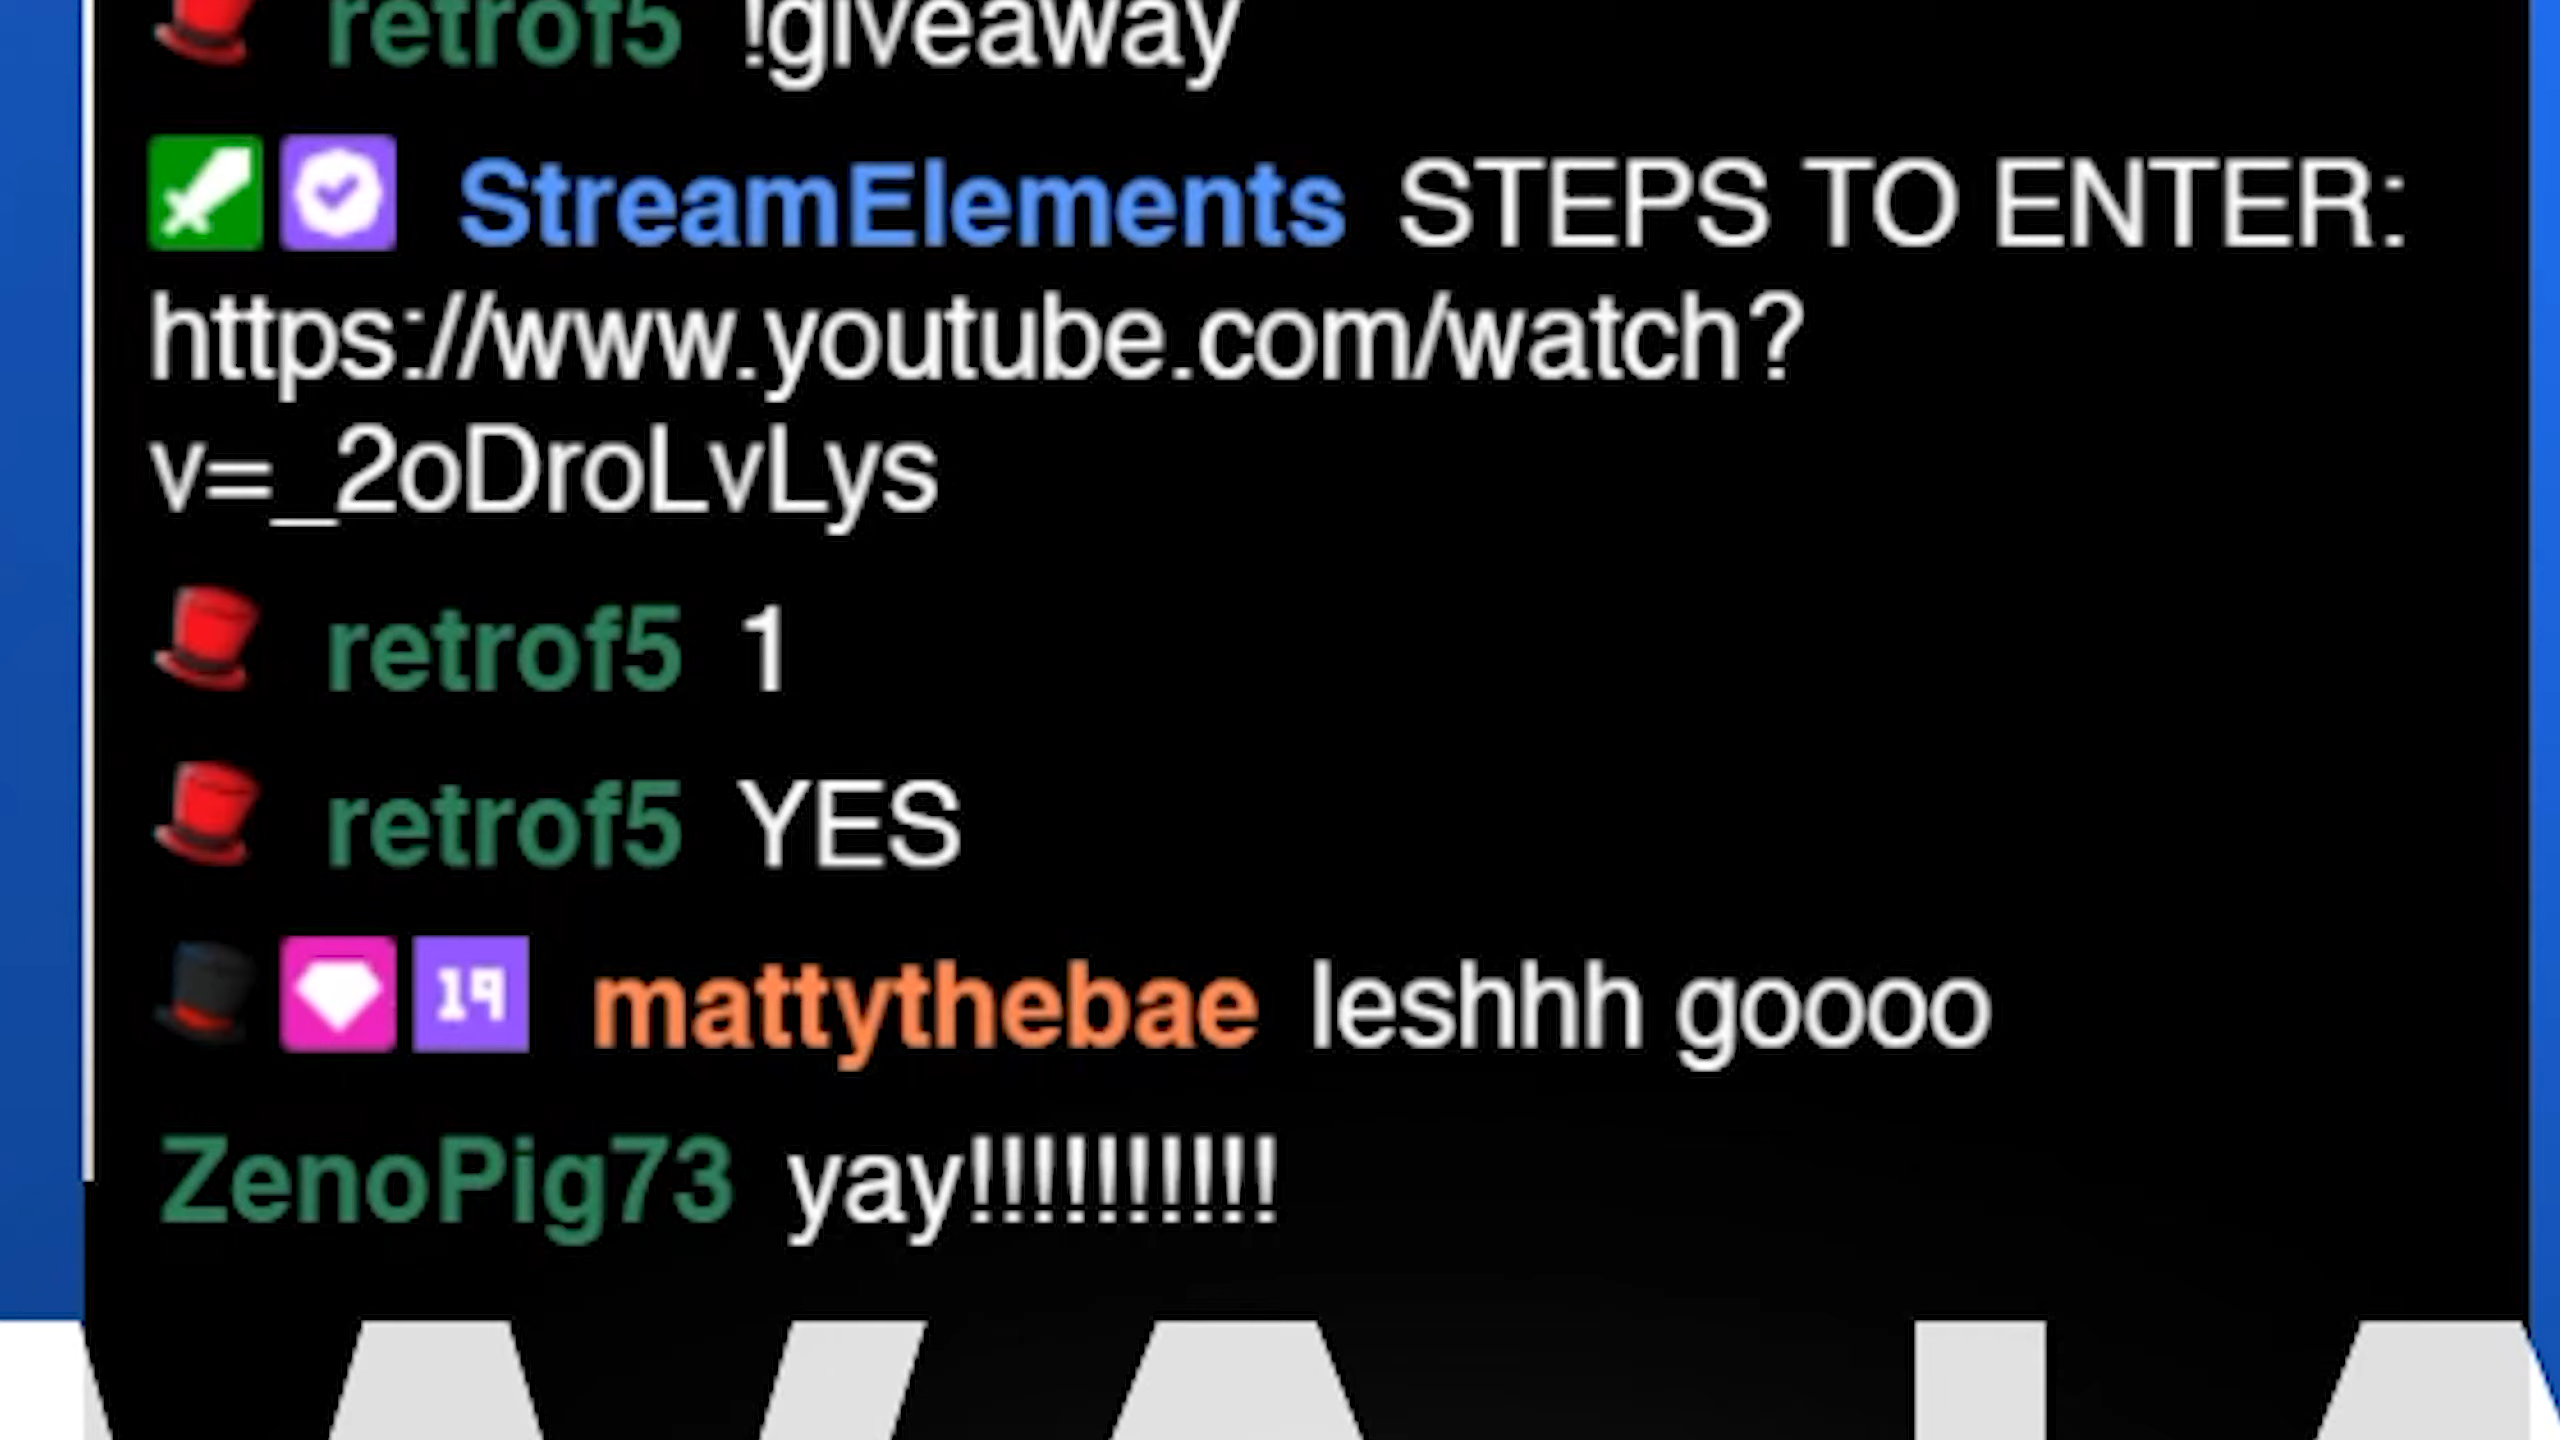 retrof5 !giveaway
StreamElements STEPS TO ENTER:
https://www.youtube.com/watch?
v=_2oDroLvLys
retrof5 1
retrof5 YES
19 mattythebae leshhh goooo
ZenoPig73 yay!!!!!!!!!!